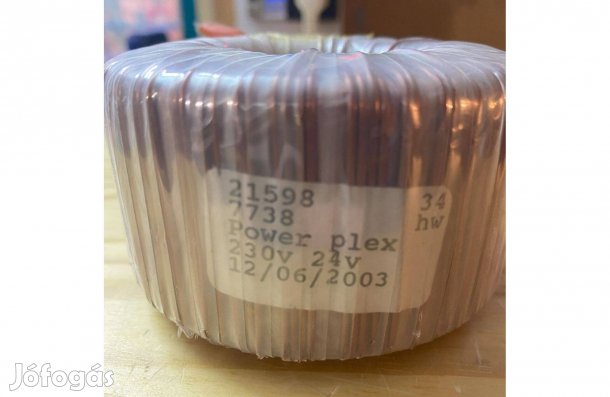 21598 34
7738 hw
Power plex
230v 24v
12/06/2003
Jófogás